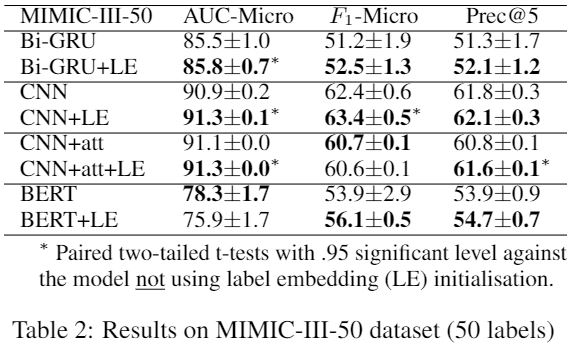 MIMIC-III-50 AUC-Micro F1-Micro Prec@5
Bi-GRU 85.5±1.0 51.2±1.9 51.3±1.7
Bi-GRU+LE 85.8±0.7* 52.5±1.3 52.1±1.2
CNN 90.9±0.2 62.4±0.6 61.8±0.3
CNN+LE 91.3±0.1* 63.4±0.5* 62.1±0.3
CNN+att 91.1±0.0 60.7±0.1 60.8±0.1
CNN+att+LE 91.3±0.0* 60.6±0.1 61.6±0.1*
BERT 78.3±1.7 53.9±2.9 53.9±0.9
BERT+LE 75.9±1.7 56.1±0.5 54.7±0.7
* Paired two-tailed t-tests with .95 significant level against
the model not using label embedding (LE) initialisation.
Table 2: Results on MIMIC-III-50 dataset (50 labels)